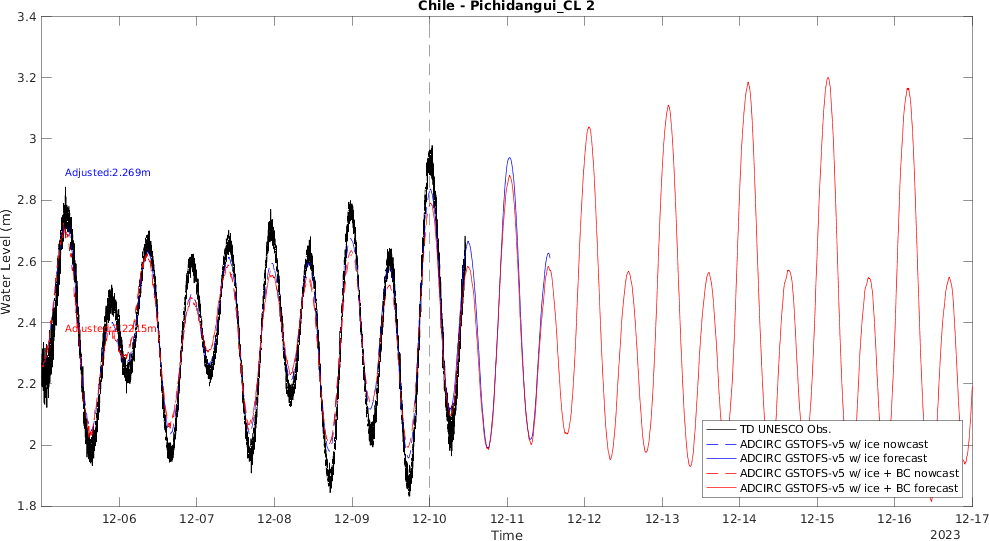 Chile - Pichidangui_CL 2
3.4
3.2
3
2.8
2.6
2.4
2.2
2
1.8
Water Level (m)
Adjusted:2.269m
Adjusted:2.2215m
12-06
12-07
12-08
12-09
12-10
12-11
12-12
12-13
12-14
12-15
12-16
12-17
Time
2023
TD UNESCO Obs.
ADCIRC GSTOFS-v5 w/ ice nowcast
ADCIRC GSTOFS-v5 w/ ice forecast
ADCIRC GSTOFS-v5 w/ ice + BC nowcast
ADCIRC GSTOFS-v5 w/ ice + BC forecast